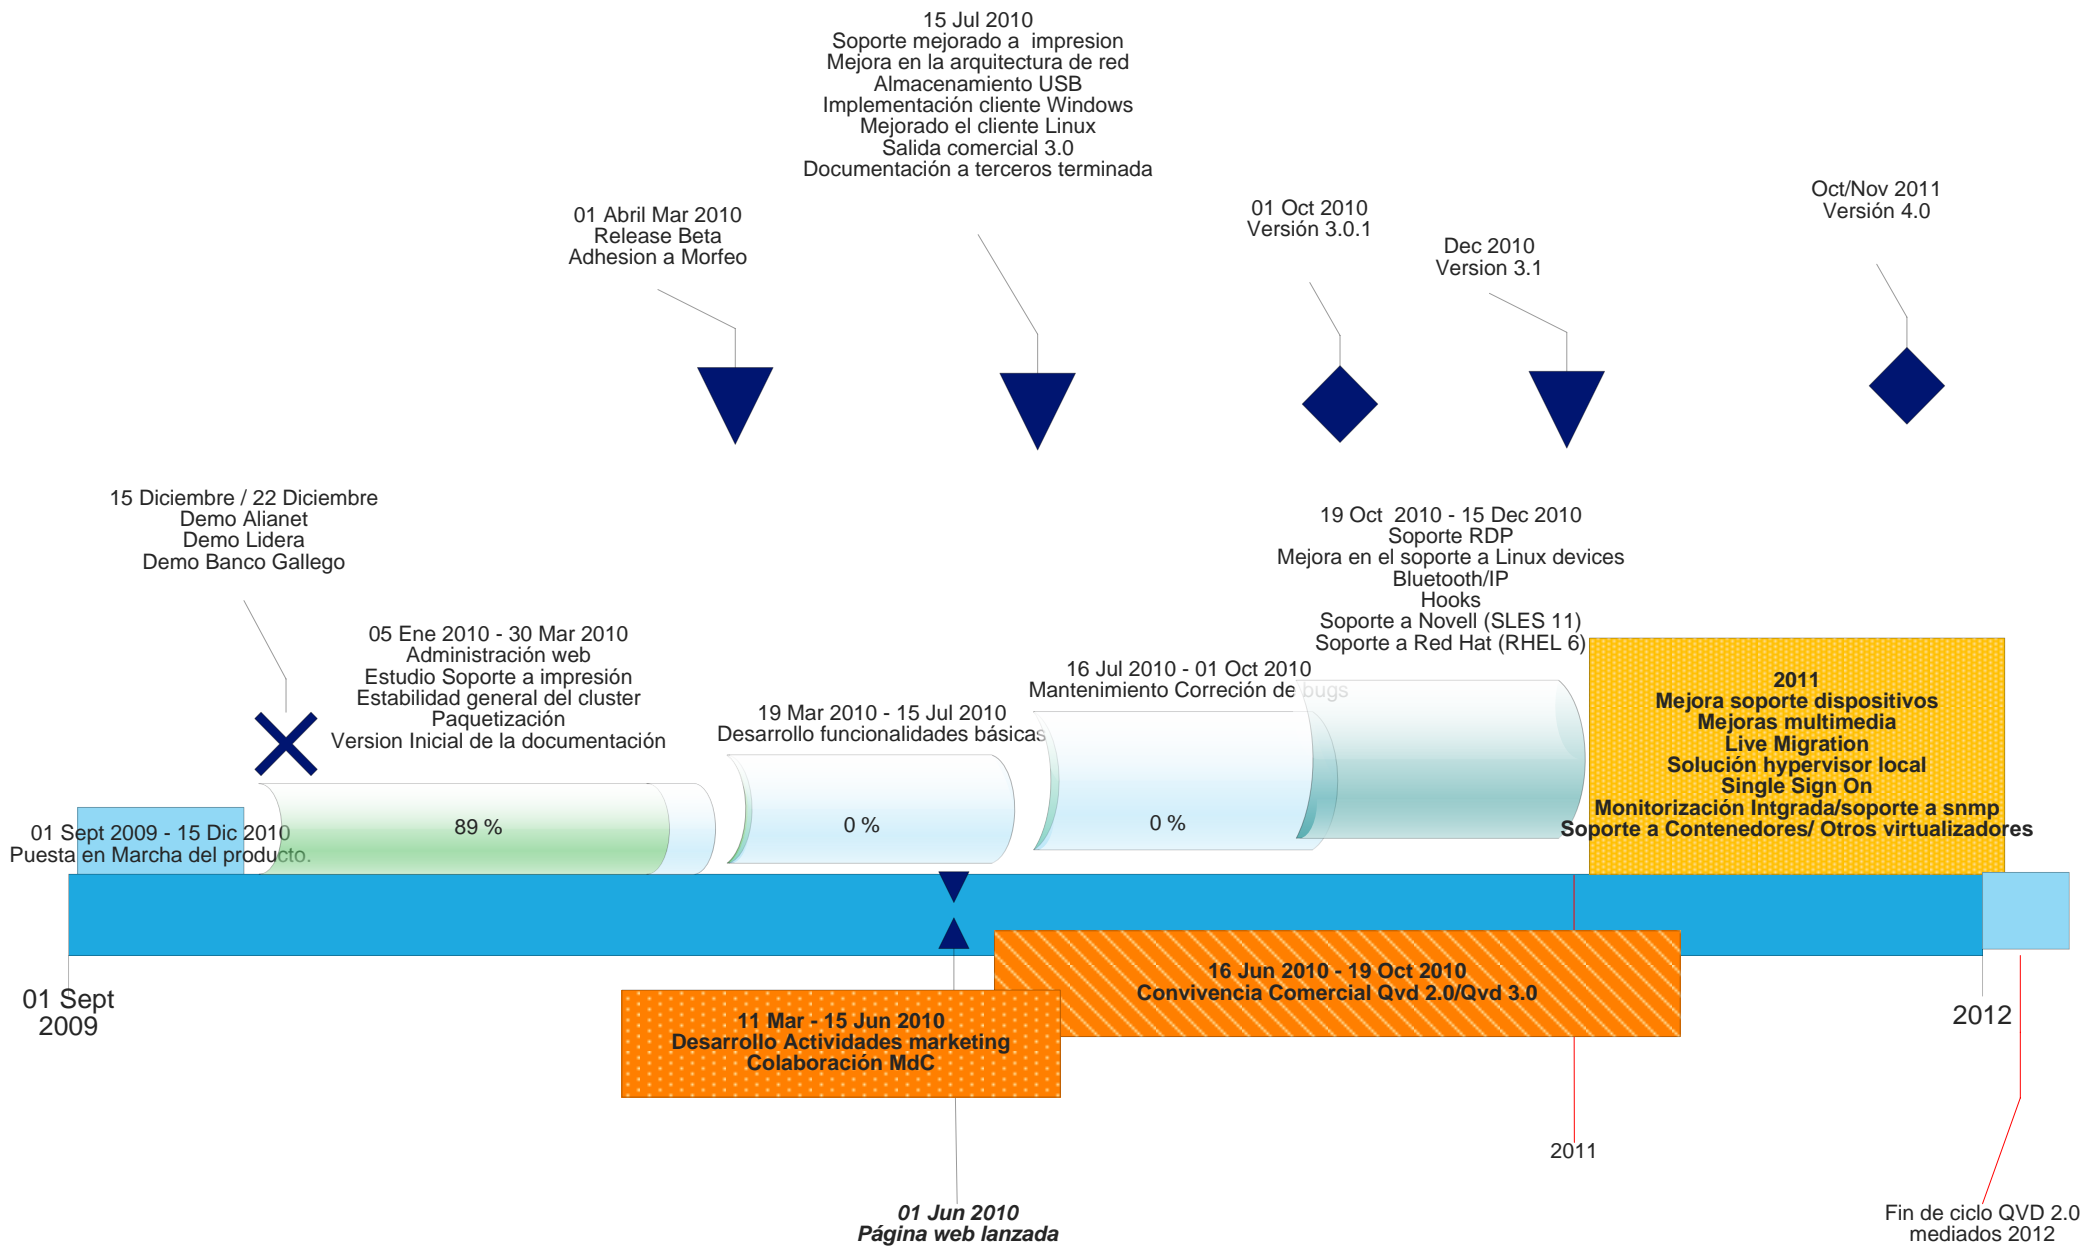 15 Jul 2010
Soporte mejorado a  impresion
Mejora en la arquitectura de red
Almacenamiento USB
Implementación cliente Windows
Mejorado el cliente Linux
Salida comercial 3.0
Documentación a terceros terminada
01 Abril Mar 2010
Release Beta
Adhesion a Morfeo
01 Oct 2010
Versión 3.0.1
Dec 2010
Version 3.1
Oct/Nov 2011
Versión 4.0
15 Diciembre / 22 Diciembre
Demo Alianet
Demo Lidera
Demo Banco Gallego
05 Ene 2010 - 30 Mar 2010
Administración web
Estudio Soporte a impresión
Estabilidad general del cluster
Paquetización
Version Inicial de la documentación
19 Mar 2010 - 15 Jul 2010
Desarrollo funcionalidades básicas
16 Jul 2010 - 01 Oct 2010
Mantenimiento Correción de bugs
19 Oct  2010 - 15 Dec 2010
Soporte RDP
Mejora en el soporte a Linux devices
Bluetooth/IP
Hooks
Soporte a Novell (SLES 11)
Soporte a Red Hat (RHEL 6)
2011
Mejora soporte dispositivos
Mejoras multimedia
Live Migration
Solución hypervisor local
Single Sign On
Monitorización Intgrada/soporte a snmp
Soporte a Contenedores/ Otros virtualizadores
01 Sept 2009 - 15 Dic 2010
Puesta en Marcha del producto.
89 %
0 %
0 %
01 Sept
2009
16 Jun 2010 - 19 Oct 2010
Convivencia Comercial Qvd 2.0/Qvd 3.0
11 Mar - 15 Jun 2010
Desarrollo Actividades marketing
Colaboración MdC
2012
2011
01 Jun 2010
Página web lanzada
Fin de ciclo QVD 2.0
mediados 2012